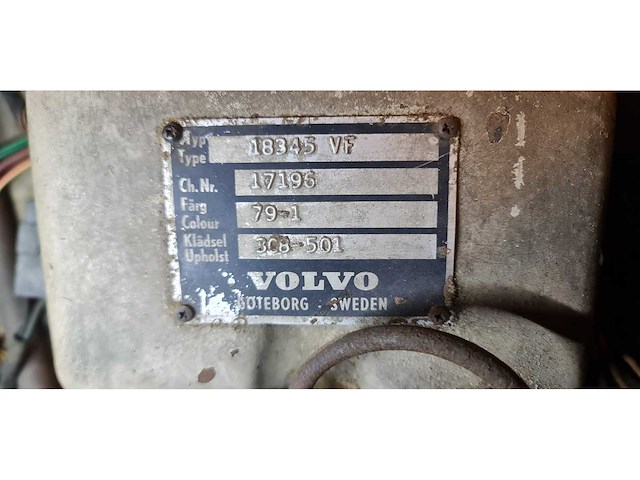 Typ
Type 18345 VF
Ch. Nr. 17196
Färg
Colour 79-1
Klädsel
Upholst 308-501
VOLVO
GÖTEBORG . SWEDEN